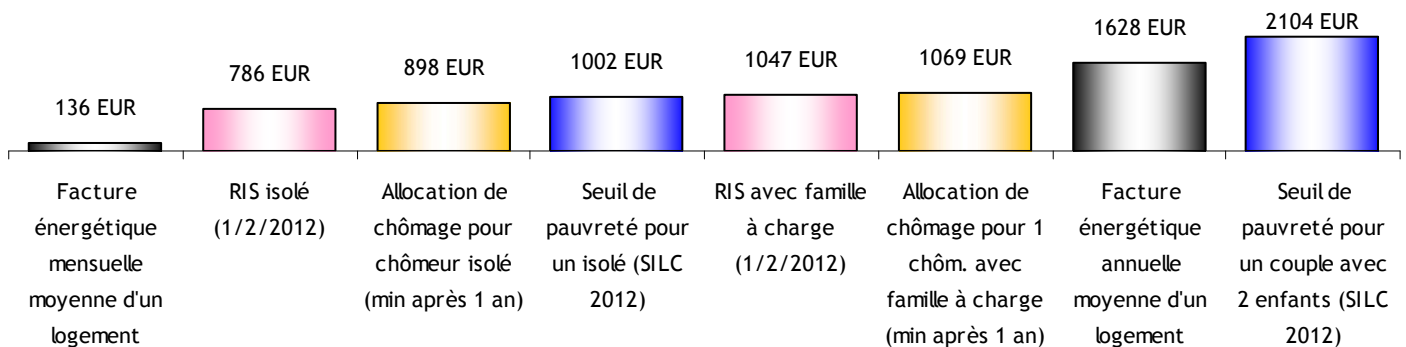 136 EUR
786 EUR
898 EUR
1002 EUR
1047 EUR
1069 EUR
1628 EUR
2104 EUR
Facture
énergétique
mensuelle
moyenne d'un
logement
RIS isolé
(1/2/2012)
Allocation de
chômage pour
chômeur isolé
(min après 1 an)
Seuil de
pauvreté pour
un isolé (SILC
2012)
RIS avec famille
à charge
(1/2/2012)
Allocation de
chômage pour 1
chôm. avec
famille à charge
(min après 1 an)
Facture
énergétique
annuelle
moyenne d'un
logement
Seuil de
pauvreté pour
un couple avec
2 enfants (SILC
2012)